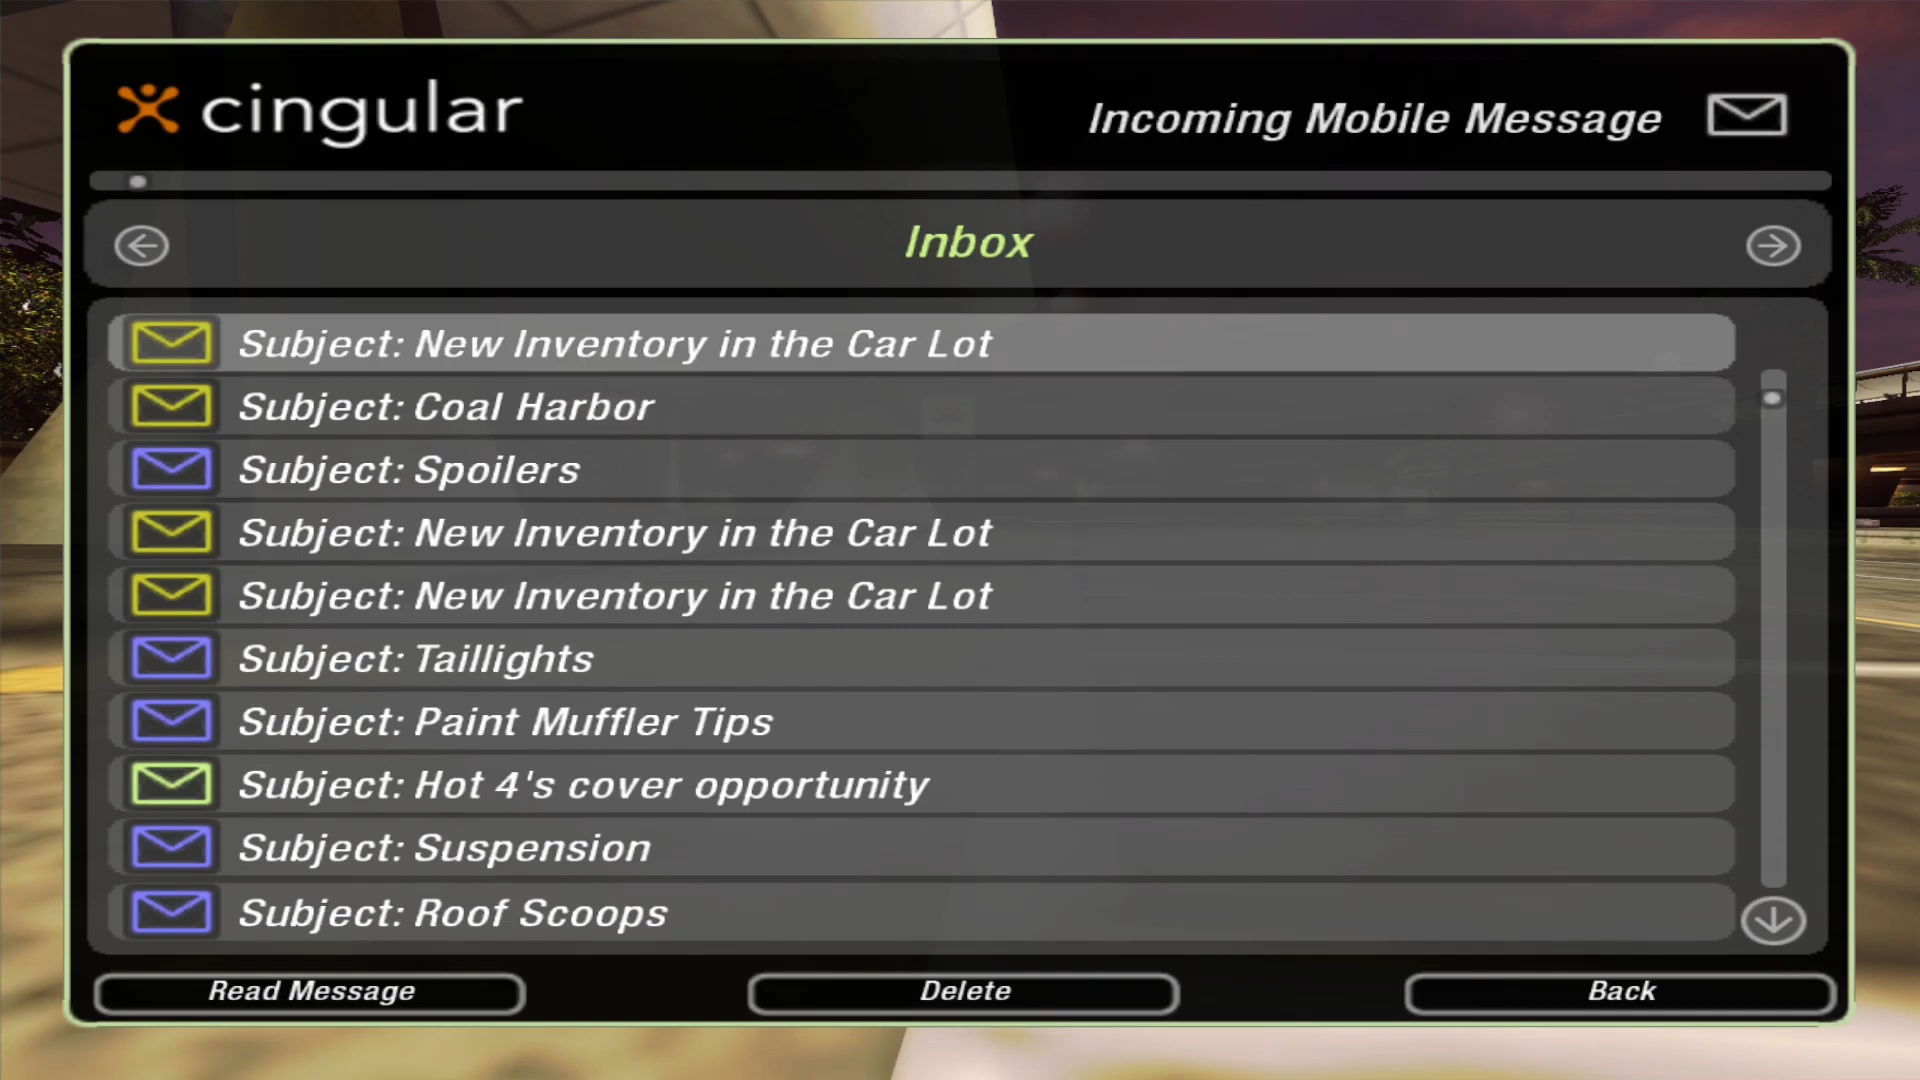 cingular
Incoming Mobile Message
Inbox
Subject: New Inventory in the Car Lot
Subject: Coal Harbor
Subject: Spoilers
Subject: New Inventory in the Car Lot
Subject: New Inventory in the Car Lot
Subject: Taillights
Subject: Paint Muffler Tips
Subject: Hot 4's cover opportunity
Subject: Suspension
Subject: Roof Scoops
Read Message
Delete
Back